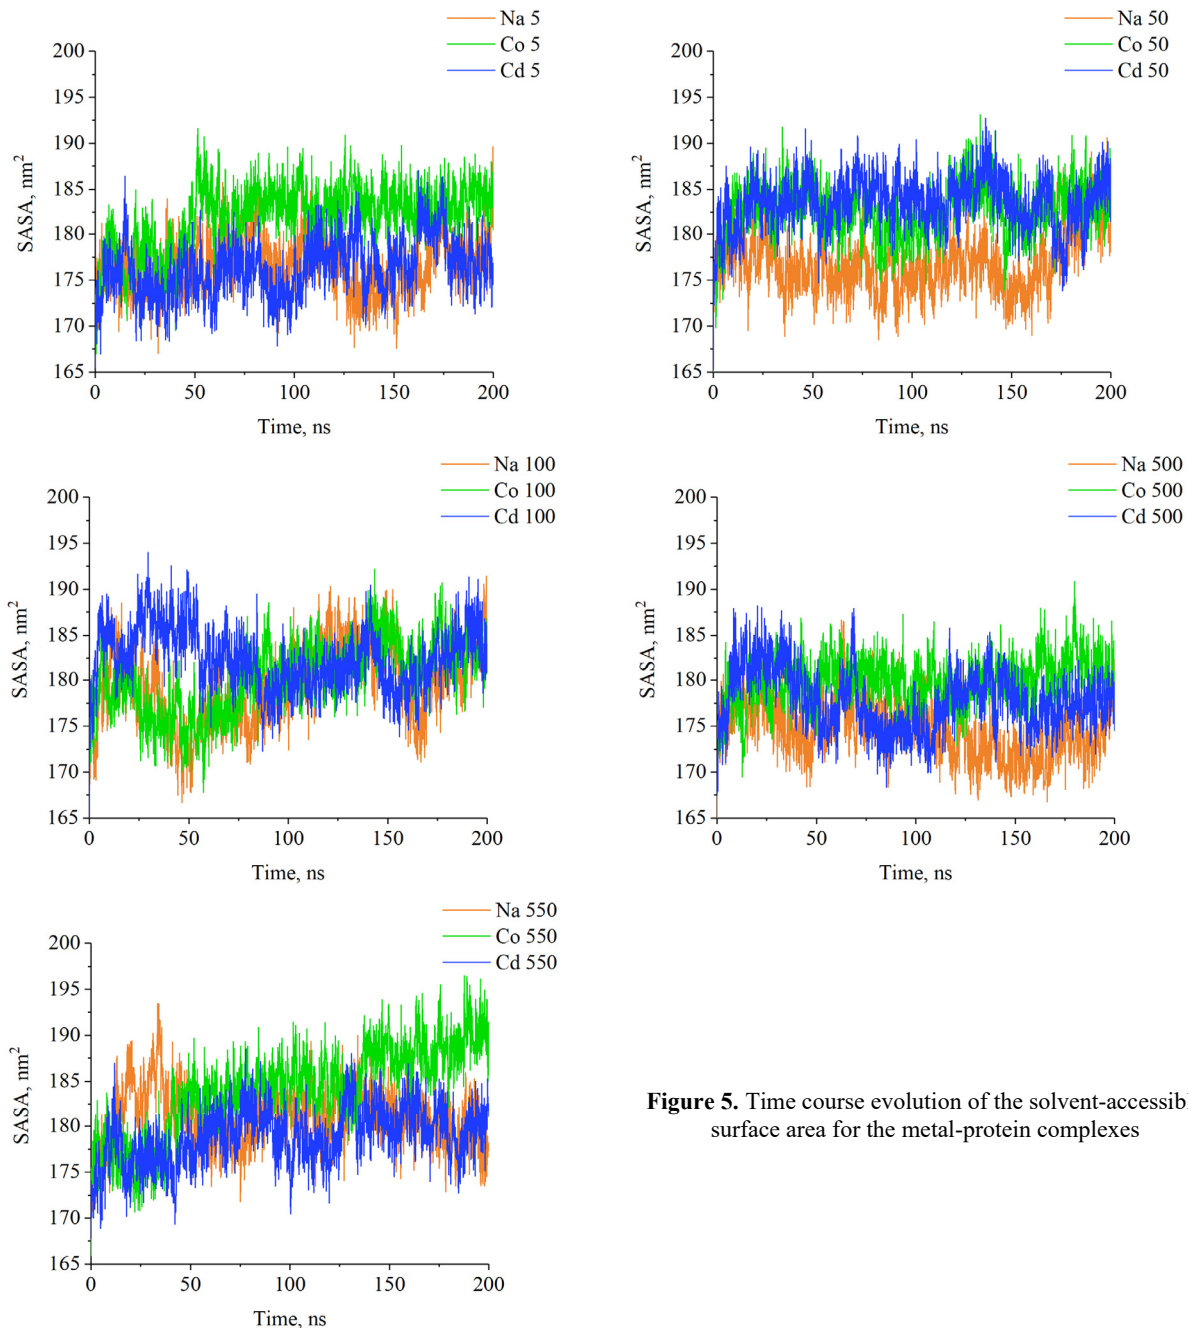 Na 5
Co 5
Cd 5
200
195
190
185
180
175
170
165
SASA, nm²
0
50
100
150
200
Time, ns
Na 50
Co 50
Cd 50
200
195
190
185
180
175
170
165
SASA, nm²
0
50
100
150
200
Time, ns
Na 100
Co 100
Cd 100
200
195
190
185
180
175
170
165
SASA, nm²
0
50
100
150
200
Time, ns
Na 500
Co 500
Cd 500
200
195
190
185
180
175
170
165
SASA, nm²
0
50
100
150
200
Time, ns
Na 550
Co 550
Cd 550
200
195
190
185
180
175
170
165
SASA, nm²
0
50
100
150
200
Time, ns
Figure 5. Time course evolution of the solvent-accessibl
surface area for the metal-protein complexes